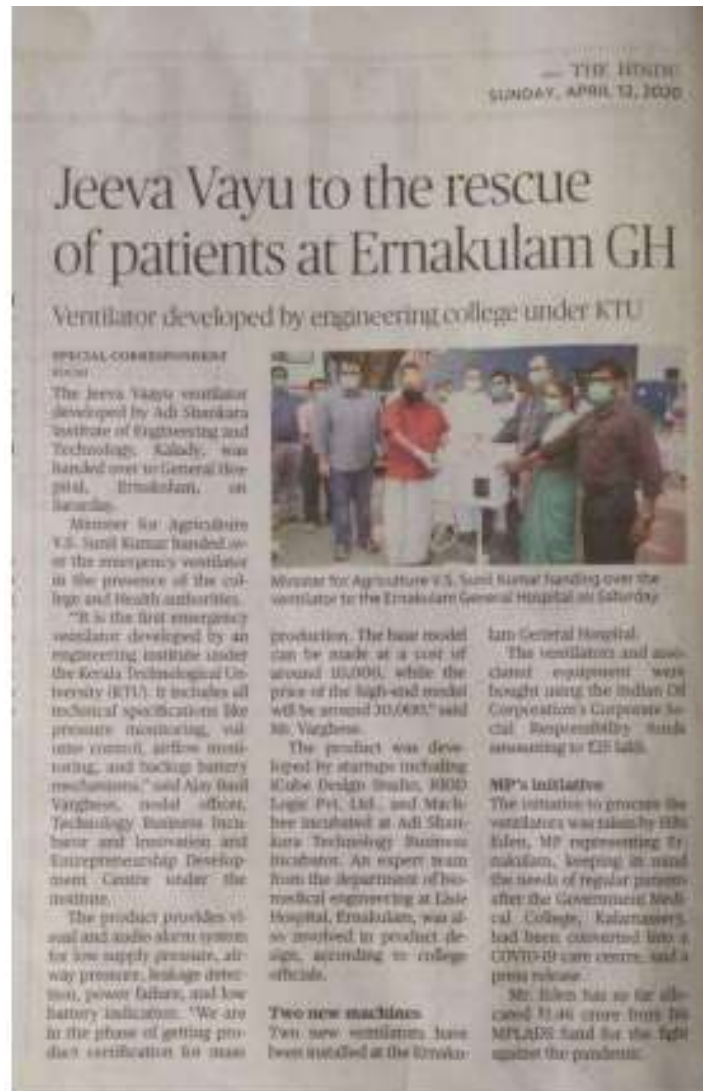 THE HINDU
SUNDAY, APRIL 12, 2020
Jeeva Vayu to the rescue
of patients at Ernakulam GH
Ventilator developed by engineering college under KTU
SPECIAL CORRESPONDENT
KOCHI
The Jeeva Vaayu ventilator
developed by Adi Shankara
Institute of Engineering and
Technology, Kalady, was
handed over to General Hos-
pital, Ernakulam, on
Saturday.
Minister for Agriculture
V.S. Sunil Kumar handed ov-
er the emergency ventilator
in the presence of the col-
lege and Health authorities.
"It is the first emergency
ventilator developed by an
engineering institute under
the Kerala Technological Un-
iversity (KTU). It includes all
technical specifications like
pressure monitoring, vol-
ume control, airflow moni-
toring, and backup battery
mechanisms," said Ajay Basil
Varghese, nodal officer,
Technology Business Incu-
bator and Innovation and
Entrepreneurship Develop-
ment Centre under the
institute.
The product provides vi-
sual and audio alarm system
for low supply pressure, air-
way pressure, leakage detec-
tion, power failure, and low
battery indication. "We are
in the phase of getting pro-
duct certification for mass
Minister for Agriculture V.S. Sunil Kumar handing over the
ventilator to the Ernakulam General Hospital on Saturday
production. The base model
can be made at a cost of
around 10,000, while the
price of the high-end model
will be around 30,000," said
Mr. Varghese.
The product was deve-
loped by startups including
iCube Design Studio,
Logic Pvt. Ltd., and Mach-
bee incubated at Adi Shan-
kara Technology Business
Incubator. An expert team
from the department of bio-
medical engineering at Lisie
Hospital, Ernakulam, was al-
so involved in product de-
sign, according to college
officials.
Two new machines
Two new ventilators have
been installed at the Ernaku-
lam General Hospital.
The ventilators and asso-
ciated equipment were
bought using the Indian Oil
Corporation's Corporate So-
cial Responsibility funds
amounting to ₹25 lakh.
MP's initiative
The initiative to procure the
ventilators was taken by Hibi
Eden, MP representing Er-
nakulam, keeping in mind
the needs of regular patients
after the Government Medi-
cal College, Kalamassery,
had been converted into a
COVID-19 care centre, said a
press release.
Mr. Eden has so far allo-
cated crore from his
MPLADS fund for the fight
against the pandemic.